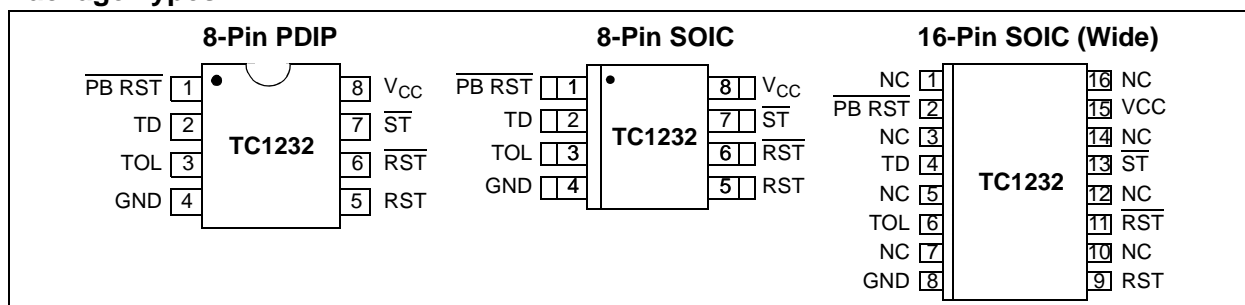 8-Pin PDIP
PB RST 1
TD 2
TOL 3
GND 4
TC1232
8 VCC
7 ST
6 RST
5 RST
8-Pin SOIC
PB RST 1
TD 2
TOL 3
GND 4
TC1232
8 VCC
7 ST
6 RST
5 RST
16-Pin SOIC (Wide)
NC 1
PB RST 2
NC 3
TD 4
NC 5
TOL 6
NC 7
GND 8
TC1232
16 NC
15 VCC
14 NC
13 ST
12 NC
11 RST
10 NC
9 RST